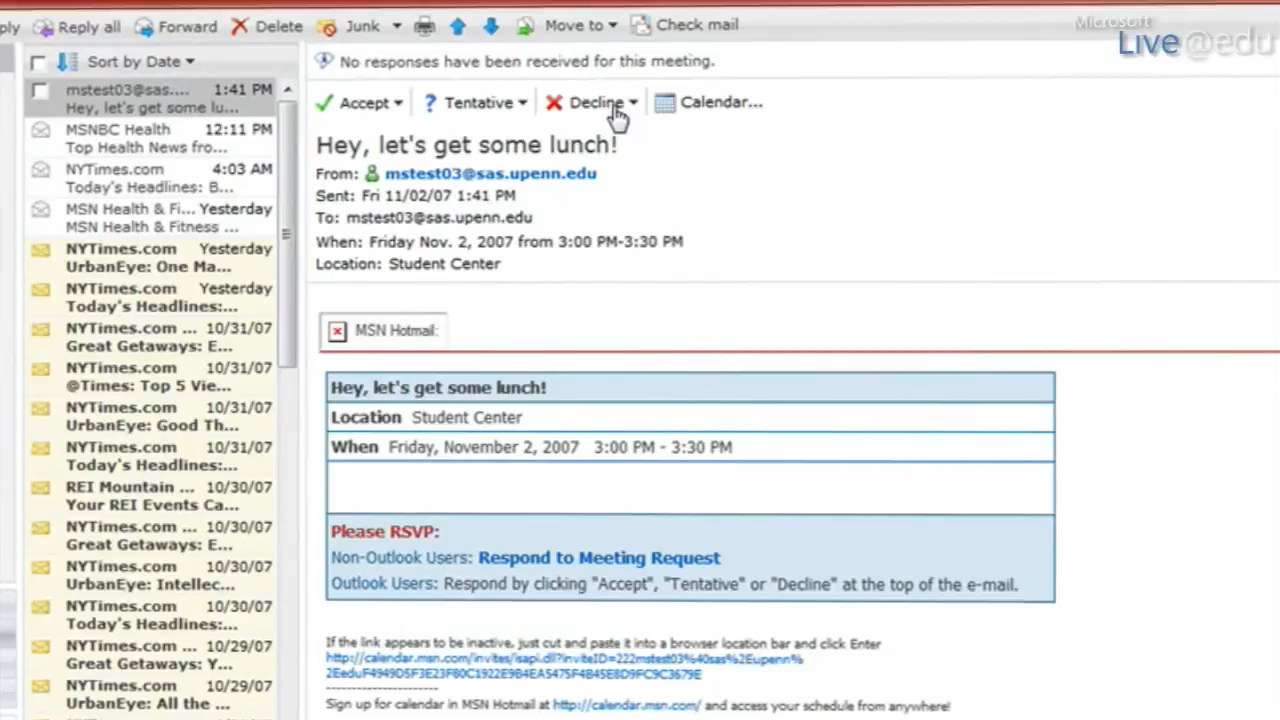 ply Reply all Forward Delete Junk Move to Check mail
Microsoft
Live@edu
Sort by Date
mstest03@sas.... 1:41 PM
Hey, let's get some lu...
MSNBC Health 12:11 PM
Top Health News fro...
NYTimes.com 4:03 AM
Today's Headlines: B...
MSN Health & Fi... Yesterday
MSN Health & Fitness ...
NYTimes.com Yesterday
UrbanEye: One Ma...
NYTimes.com Yesterday
Today's Headlines:...
NYTimes.com ... 10/31/07
Great Getaways: E...
NYTimes.com 10/31/07
@Times: Top 5 Vie...
NYTimes.com 10/31/07
UrbanEye: Good Th...
NYTimes.com 10/31/07
Today's Headlines:...
REI Mountain ... 10/30/07
Your REI Events Ca...
NYTimes.com ... 10/30/07
Great Getaways: E...
NYTimes.com 10/30/07
UrbanEye: Intellec...
NYTimes.com 10/30/07
Today's Headlines:...
NYTimes.com ... 10/29/07
Great Getaways: Y...
NYTimes.com 10/29/07
UrbanEye: All the ...
No responses have been received for this meeting.
Accept Tentative Decline Calendar...
Hey, let's get some lunch!
From: mstest03@sas.upenn.edu
Sent: Fri 11/02/07 1:41 PM
To: mstest03@sas.upenn.edu
When: Friday Nov. 2, 2007 from 3:00 PM-3:30 PM
Location: Student Center
MSN Hotmail:
Hey, let's get some lunch!
Location Student Center
When Friday, November 2, 2007 3:00 PM - 3:30 PM
Please RSVP:
Non-Outlook Users: Respond to Meeting Request
Outlook Users: Respond by clicking "Accept", "Tentative" or "Decline" at the top of the e-mail.
If the link appears to be inactive, just cut and paste it into a browser location bar and click Enter
http://calendar.msn.com/invites/isapi.dll?inviteID=222mstest03%40sas%2Eupenn%
Sign up for calendar in MSN Hotmail at http://calendar.msn.com/ and access your schedule from anywhere!